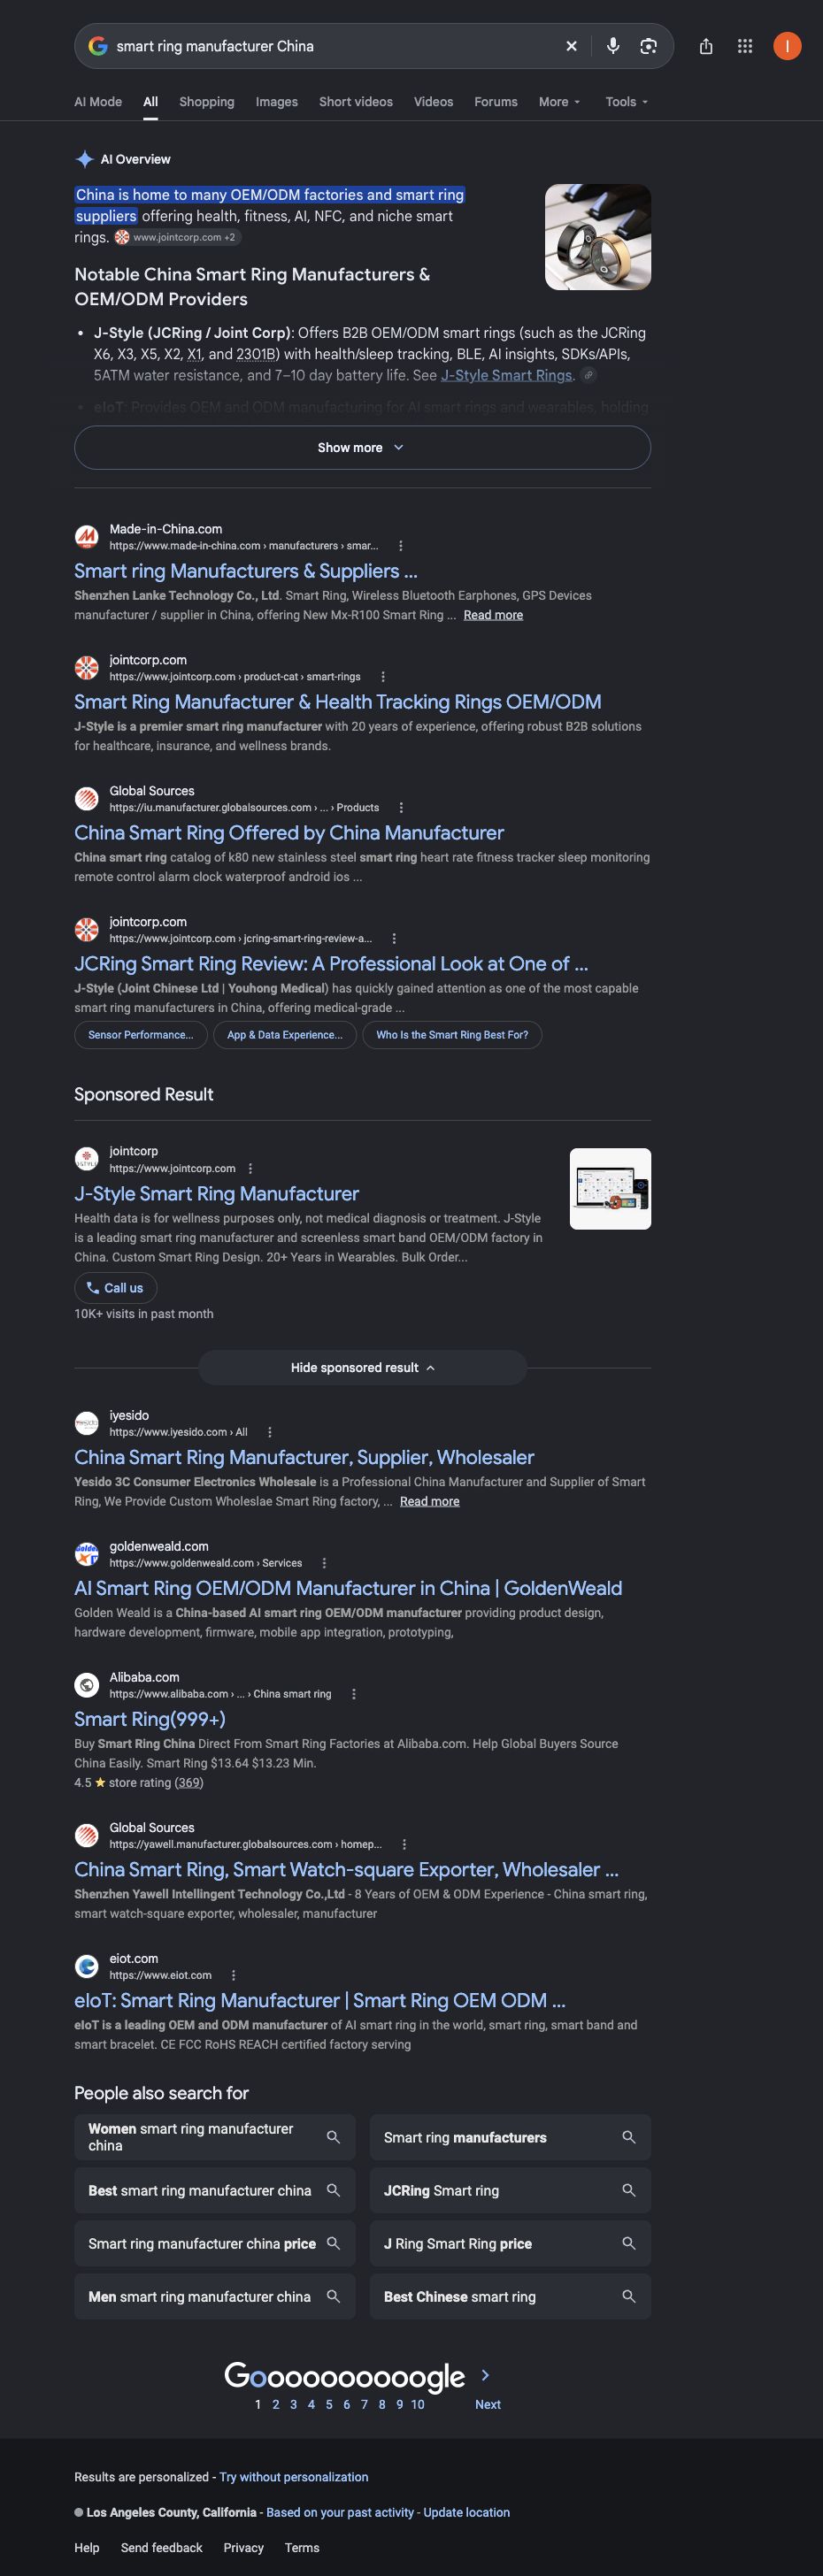 smart ring manufacturer China
I
AI Mode All Shopping Images Short videos Videos Forums More Tools
AI Overview
China is home to many OEM/ODM factories and smart ring
suppliers offering health, fitness, AI, NFC, and niche smart
rings. www.jointcorp.com +2
Notable China Smart Ring Manufacturers &
OEM/ODM Providers
• J-Style (JCRing / Joint Corp): Offers B2B OEM/ODM smart rings (such as the JCRing
X6, X3, X5, X2, X1, and 2301B) with health/sleep tracking, BLE, AI insights, SDKs/APIs,
5ATM water resistance, and 7–10 day battery life. See J-Style Smart Rings.
• eIoT: Provides OEM and ODM manufacturing for AI smart rings and wearables, holding
Show more
Made-in-China.com
https://www.made-in-china.com › manufacturers › smar...
Smart ring Manufacturers & Suppliers ...
Shenzhen Lanke Technology Co., Ltd. Smart Ring, Wireless Bluetooth Earphones, GPS Devices
manufacturer / supplier in China, offering New Mx-R100 Smart Ring ... Read more
jointcorp.com
https://www.jointcorp.com › product-cat › smart-rings
Smart Ring Manufacturer & Health Tracking Rings OEM/ODM
J-Style is a premier smart ring manufacturer with 20 years of experience, offering robust B2B solutions
for healthcare, insurance, and wellness brands.
Global Sources
https://iu.manufacturer.globalsources.com › ... › Products
China Smart Ring Offered by China Manufacturer
China smart ring catalog of k80 new stainless steel smart ring heart rate fitness tracker sleep monitoring
remote control alarm clock waterproof android ios ...
jointcorp.com
https://www.jointcorp.com › jcring-smart-ring-review-a...
JCRing Smart Ring Review: A Professional Look at One of ...
J-Style (Joint Chinese Ltd | Youhong Medical) has quickly gained attention as one of the most capable
smart ring manufacturers in China, offering medical-grade ...
Sensor Performance... App & Data Experience... Who Is the Smart Ring Best For?
Sponsored Result
jointcorp
https://www.jointcorp.com
J-Style Smart Ring Manufacturer
Health data is for wellness purposes only, not medical diagnosis or treatment. J-Style
is a leading smart ring manufacturer and screenless smart band OEM/ODM factory in
China. Custom Smart Ring Design. 20+ Years in Wearables. Bulk Order...
Call us
10K+ visits in past month
Hide sponsored result
iyesido
https://www.iyesido.com › All
China Smart Ring Manufacturer, Supplier, Wholesaler
Yesido 3C Consumer Electronics Wholesale is a Professional China Manufacturer and Supplier of Smart
Ring, We Provide Custom Wholeslae Smart Ring factory, ... Read more
goldenweald.com
https://www.goldenweald.com › Services
AI Smart Ring OEM/ODM Manufacturer in China | GoldenWeald
Golden Weald is a China-based AI smart ring OEM/ODM manufacturer providing product design,
hardware development, firmware, mobile app integration, prototyping,
Alibaba.com
https://www.alibaba.com › ... › China smart ring
Smart Ring(999+)
Buy Smart Ring China Direct From Smart Ring Factories at Alibaba.com. Help Global Buyers Source
China Easily. Smart Ring $13.64 $13.23 Min.
4.5 ★ store rating (369)
Global Sources
https://yawell.manufacturer.globalsources.com › homep...
China Smart Ring, Smart Watch-square Exporter, Wholesaler ...
Shenzhen Yawell Intellingent Technology Co.,Ltd - 8 Years of OEM & ODM Experience - China smart ring,
smart watch-square exporter, wholesaler, manufacturer
eiot.com
https://www.eiot.com
eIoT: Smart Ring Manufacturer | Smart Ring OEM ODM ...
eIoT is a leading OEM and ODM manufacturer of AI smart ring in the world, smart ring, smart band and
smart bracelet. CE FCC RoHS REACH certified factory serving
People also search for
Women smart ring manufacturer
china
Smart ring manufacturers
Best smart ring manufacturer china
JCRing Smart ring
Smart ring manufacturer china price
J Ring Smart Ring price
Men smart ring manufacturer china
Best Chinese smart ring
Goooooooooogle
1 2 3 4 5 6 7 8 9 10 Next
Results are personalized - Try without personalization
Los Angeles County, California - Based on your past activity - Update location
Help Send feedback Privacy Terms